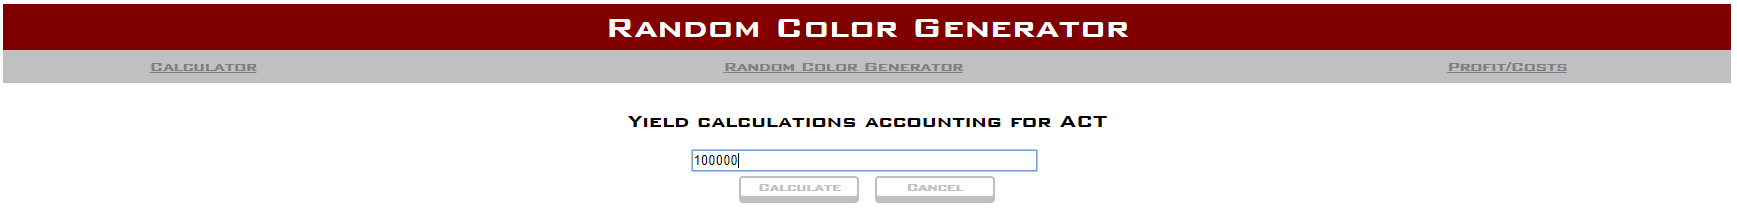 Random Color Generator
Calculator Random Color Generator Profit/Costs
Yield calculations accounting for ACT
100000
Calculate Cancel